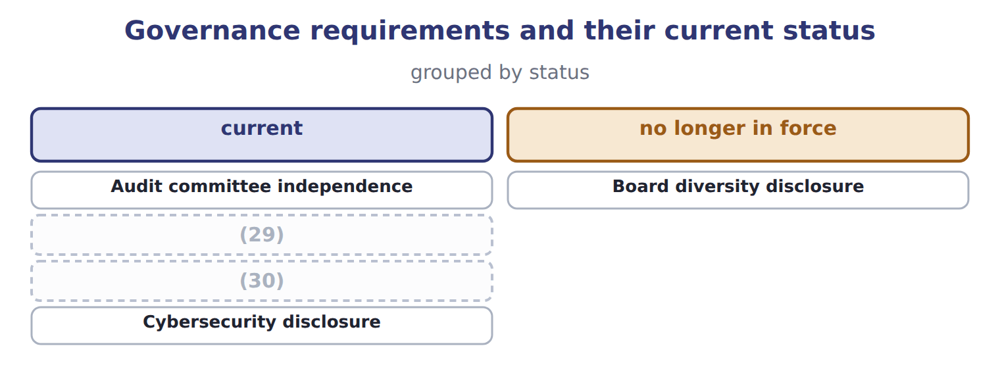 Governance requirements and their current status
grouped by status
current
no longer in force
Audit committee independence
Board diversity disclosure
(29)
(30)
Cybersecurity disclosure